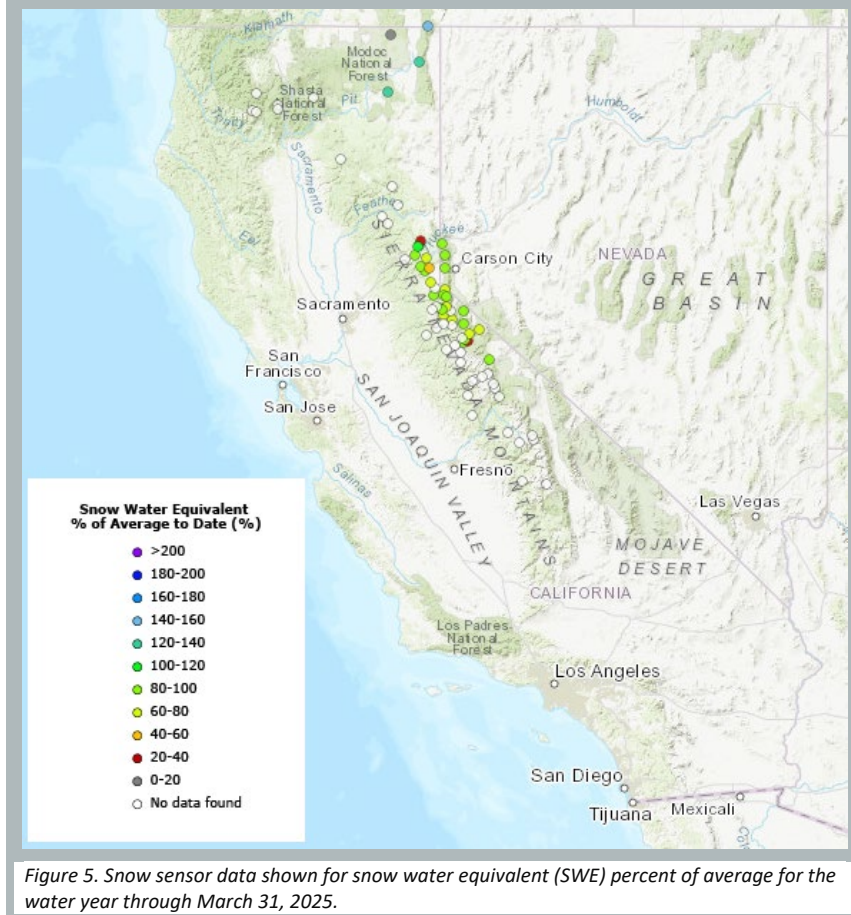 Klamath
Modoc
National
Forest
Shasta
National
Forest
Pit
Trinity
Humboldt
Sacramento
Feather
Eel
SIERRA NEVADA MOUNTAINS
Carson City
NEVADA
GREAT
BASIN
Sacramento
San
Francisco
San Jose
SAN JOAQUIN VALLEY
Salinas
Fresno
Las Vegas
MOJAVE
DESERT
CALIFORNIA
Los Padres
National
Forest
Los Angeles
San Diego
Tijuana
Mexicali
Snow Water Equivalent
% of Average to Date (%)
>200
180-200
160-180
140-160
120-140
100-120
80-100
60-80
40-60
20-40
0-20
No data found
Figure 5. Snow sensor data shown for snow water equivalent (SWE) percent of average for the
water year through March 31, 2025.